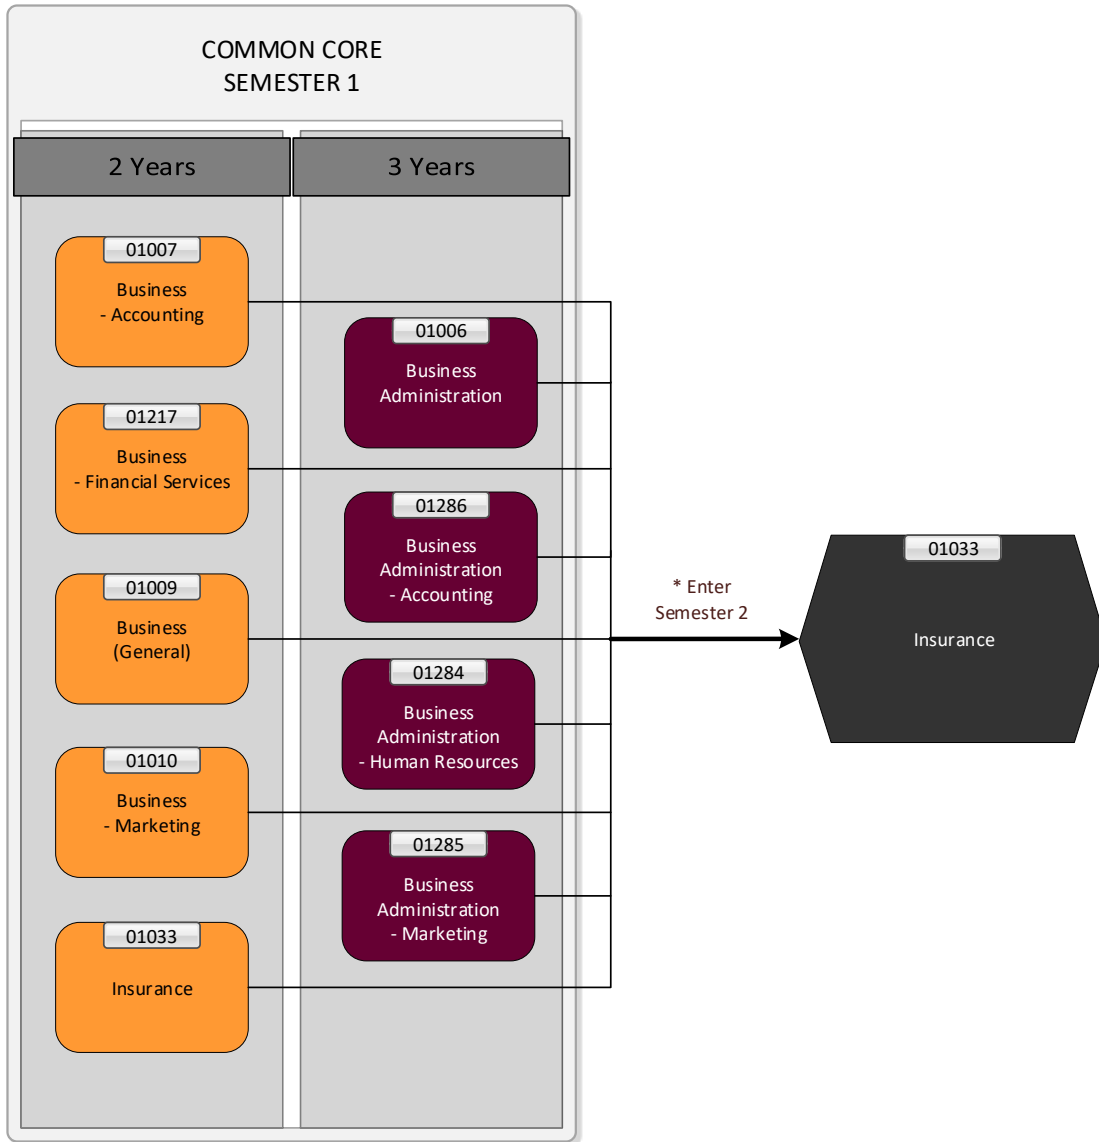 COMMON CORE
SEMESTER 1
2 Years
3 Years
01007
Business
- Accounting
01217
Business
- Financial Services
01009
Business
(General)
01010
Business
- Marketing
01033
Insurance
01006
Business
Administration
01286
Business
Administration
- Accounting
01284
Business
Administration
- Human Resources
01285
Business
Administration
- Marketing
* Enter
Semester 2
01033
Insurance